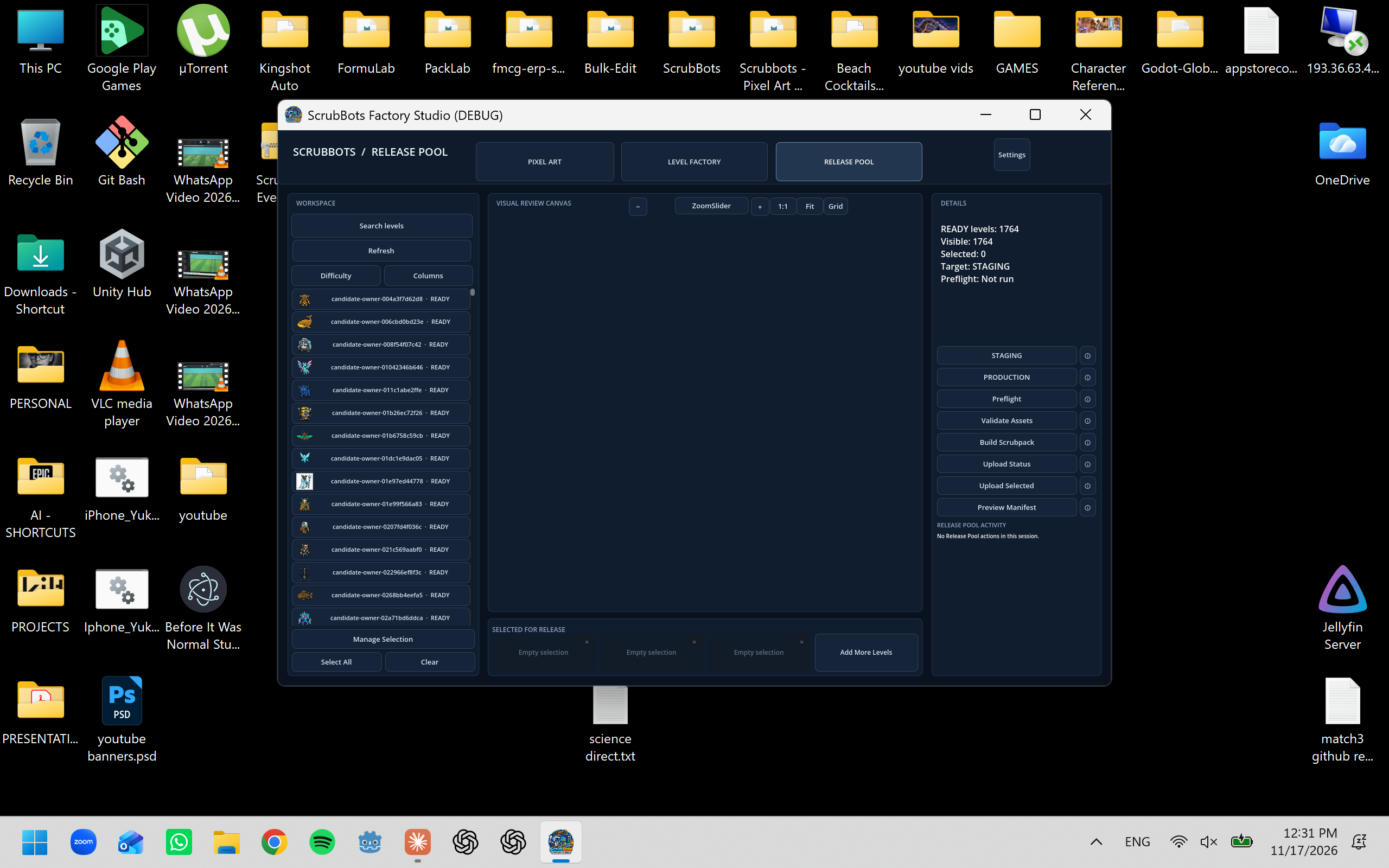 This PC
Google Play
Games
µTorrent
Kingshot
Auto
FormuLab
PackLab
fmcg-erp-s...
Bulk-Edit
ScrubBots
Scrubbots -
Pixel Art ...
Beach
Cocktails...
youtube vids
GAMES
Character
Referen...
Godot-Glob...
appstoreco...
193.36.63.4...
Recycle Bin
Git Bash
WhatsApp
Video 2026...
Scru
Eve
OneDrive
Downloads -
Shortcut
Unity Hub
WhatsApp
Video 2026...
PERSONAL
VLC media
player
WhatsApp
Video 2026...
EPIC
AI -
SHORTCUTS
iPhone_Yuk...
youtube
PROJECTS
Iphone_Yuk...
Before It Was
Normal Stu...
Jellyfin
Server
PRESENTATI...
Ps
PSD
youtube
banners.psd
science
direct.txt
match3
github re...
ScrubBots Factory Studio (DEBUG)
SCRUBBOTS / RELEASE POOL
PIXEL ART
LEVEL FACTORY
RELEASE POOL
Settings
WORKSPACE
Search levels
Refresh
Difficulty
Columns
candidate-owner-004a3f7d62d8 · READY
candidate-owner-006cbd0bd23e · READY
candidate-owner-008f54f07c42 · READY
candidate-owner-01042346b646 · READY
candidate-owner-011c1abe2ffe · READY
candidate-owner-01b26ec72f26 · READY
candidate-owner-01b6758c59cb · READY
candidate-owner-01dc1e9dac05 · READY
candidate-owner-01e97ed44778 · READY
candidate-owner-01e99f566a83 · READY
candidate-owner-0207fd4f036c · READY
candidate-owner-021c569aabf0 · READY
candidate-owner-022966ef8f3c · READY
candidate-owner-0268bb4eefa5 · READY
candidate-owner-02a71bd6ddca · READY
Manage Selection
Select All
Clear
VISUAL REVIEW CANVAS
-
ZoomSlider
+
1:1
Fit
Grid
SELECTED FOR RELEASE
Empty selection
Empty selection
Empty selection
Add More Levels
DETAILS
READY levels: 1764
Visible: 1764
Selected: 0
Target: STAGING
Preflight: Not run
STAGING
PRODUCTION
Preflight
Validate Assets
Build Scrubpack
Upload Status
Upload Selected
Preview Manifest
RELEASE POOL ACTIVITY
No Release Pool actions in this session.
zoom
ENG
12:31 PM
11/17/2026